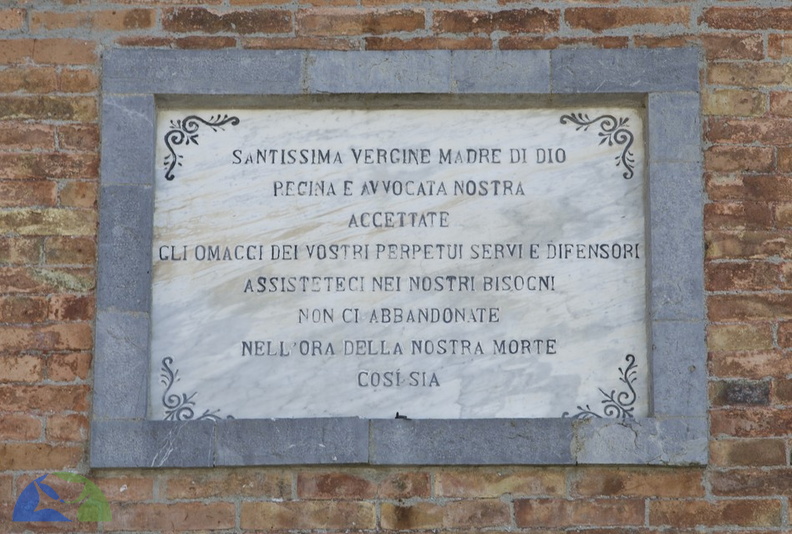 SANTISSIMA VERGINE MADRE DI DIO
REGINA E AVVOCATA NOSTRA
ACCETTATE
GLI OMAGGI DEI VOSTRI PERPETUI SERVI E DIFENSORI
ASSISTETECI NEI NOSTRI BISOGNI
NON CI ABBANDONATE
NELL'ORA DELLA NOSTRA MORTE
COSÍ SIA